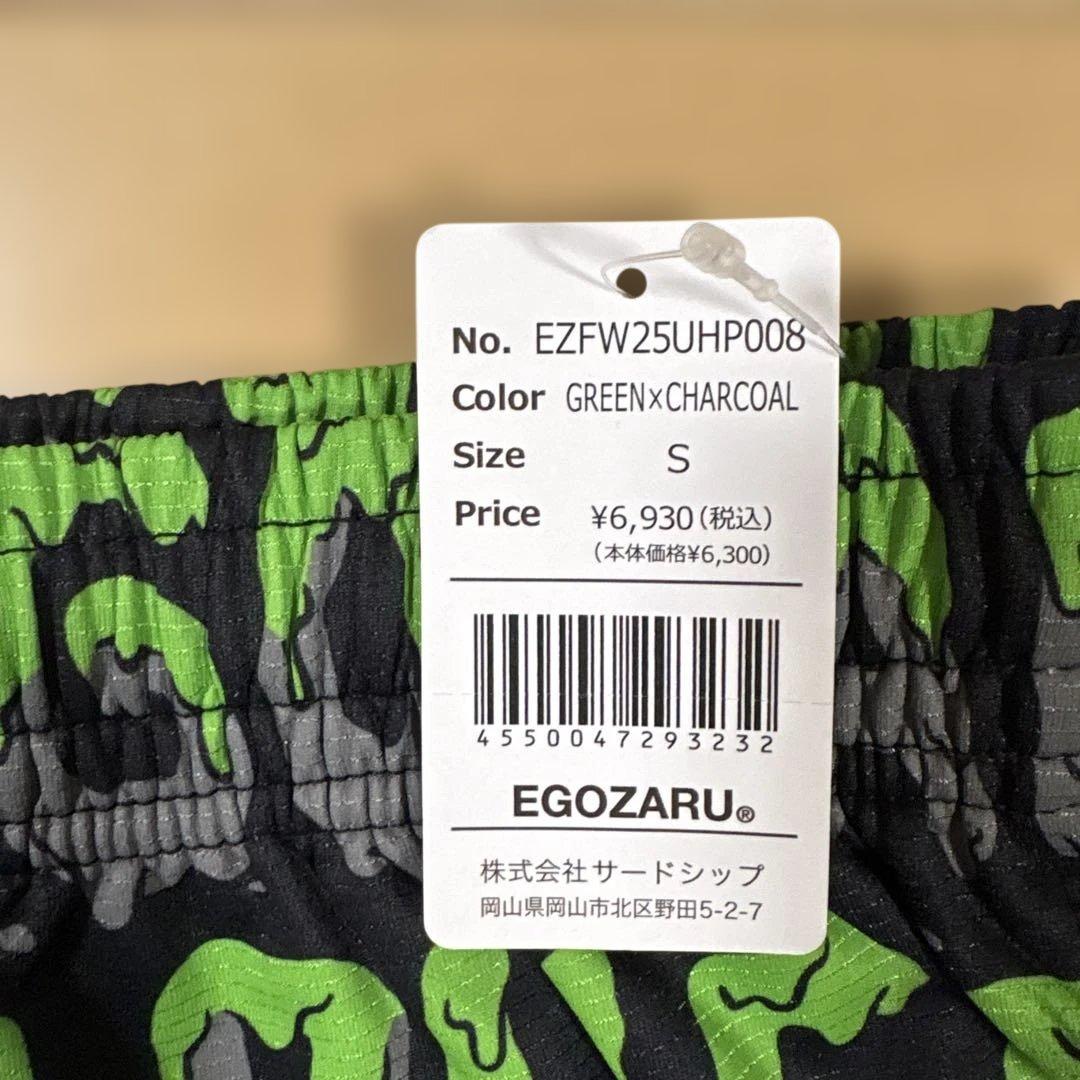 No. EZFW25UHP008
Color GREEN×CHARCOAL
Size S
Price ¥6,930(税込)
(本体価格¥6,300)
4550047293232
EGOZARU®
株式会社サードシップ
岡山県岡山市北区野田5-2-7